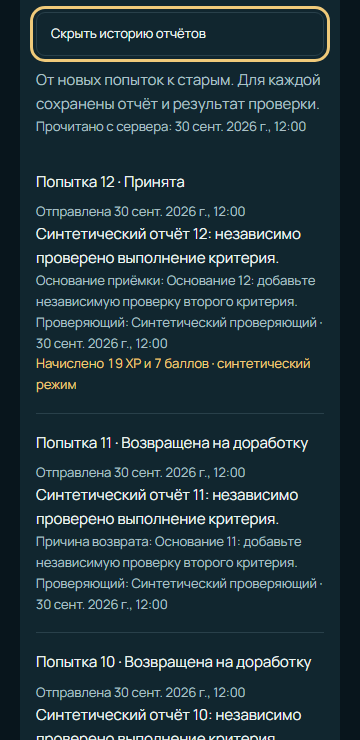 Скрыть историю отчётов
От новых попыток к старым. Для каждой
сохранены отчёт и результат проверки.
Прочитано с сервера: 30 сент. 2026 г., 12:00
Попытка 12 · Принята
Отправлена 30 сент. 2026 г., 12:00
Синтетический отчёт 12: независимо
проверено выполнение критерия.
Основание приёмки: Основание 12: добавьте
независимую проверку второго критерия.
Проверяющий: Синтетический проверяющий ·
30 сент. 2026 г., 12:00
Начислено 19 XP и 7 баллов · синтетический
режим
Попытка 11 · Возвращена на доработку
Отправлена 30 сент. 2026 г., 12:00
Синтетический отчёт 11: независимо
проверено выполнение критерия.
Причина возврата: Основание 11: добавьте
независимую проверку второго критерия.
Проверяющий: Синтетический проверяющий ·
30 сент. 2026 г., 12:00
Попытка 10 · Возвращена на доработку
Отправлена 30 сент. 2026 г., 12:00
Синтетический отчёт 10: независимо
проверено выполнение критерия.